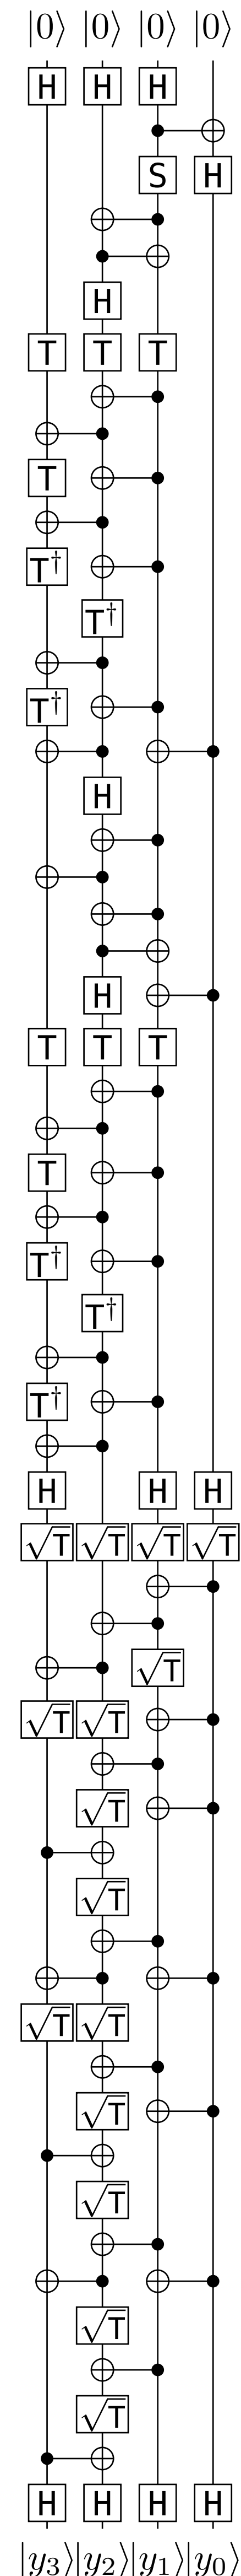 |0⟩ |0⟩ |0⟩ |0⟩
H H H
S H
H
T T T
T
T†
T†
T†
H
H
T T T
T
T†
T†
T†
H H H
√T √T √T √T
√T
√T √T
√T
√T
√T √T
√T
√T
√T
√T
H H H H
|y₃⟩ |y₂⟩ |y₁⟩ |y₀⟩